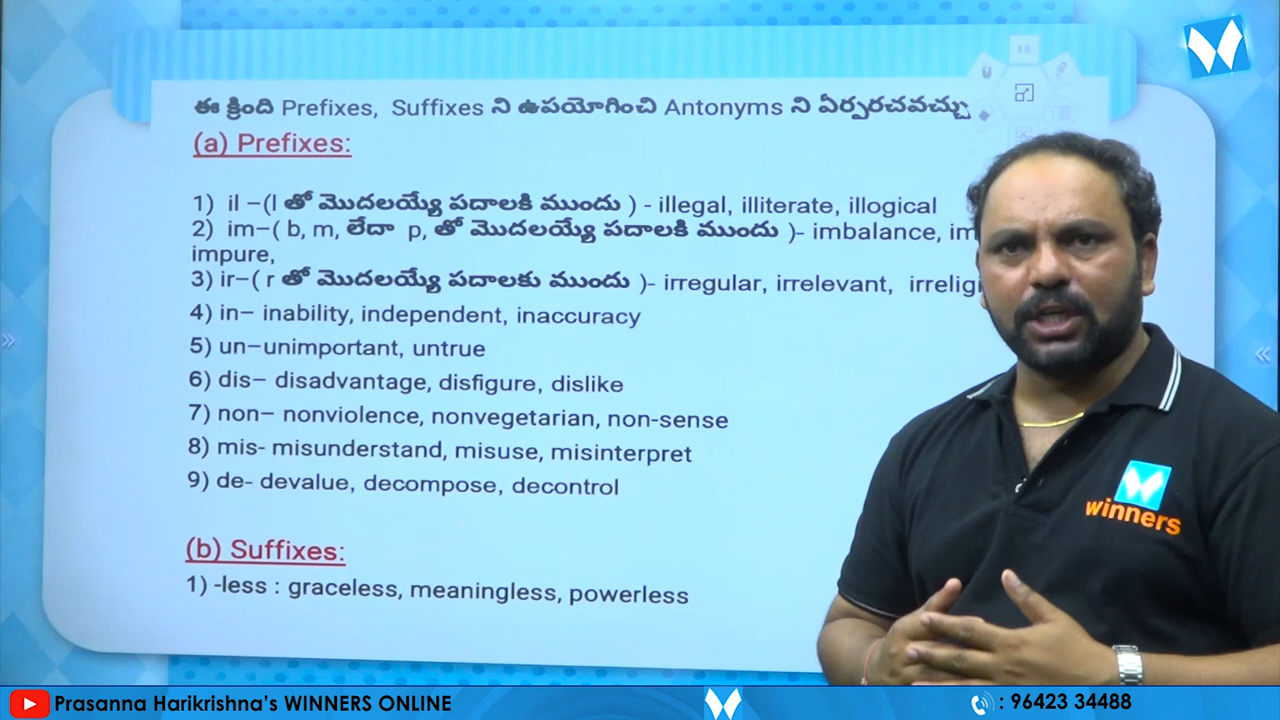 ఈ క్రింది Prefixes, Suffixes ని ఉపయోగించి Antonyms ని ఏర్పరచవచ్చు
(a) Prefixes:
1) il –(l తో మొదలయ్యే పదాలకి ముందు ) - illegal, illiterate, illogical
2) im–( b, m, లేదా p, తో మొదలయ్యే పదాలకి ముందు )- imbalance,
impure,
3) ir–( r తో మొదలయ్యే పదాలకు ముందు )- irregular, irrelevant,
4) in– inability, independent, inaccuracy
5) un–unimportant, untrue
6) dis– disadvantage, disfigure, dislike
7) non– nonviolence, nonvegetarian, non-sense
8) mis- misunderstand, misuse, misinterpret
9) de- devalue, decompose, decontrol
(b) Suffixes:
1) -less : graceless, meaningless, powerless
winners
Prasanna Harikrishna's WINNERS ONLINE
: 96423 34488